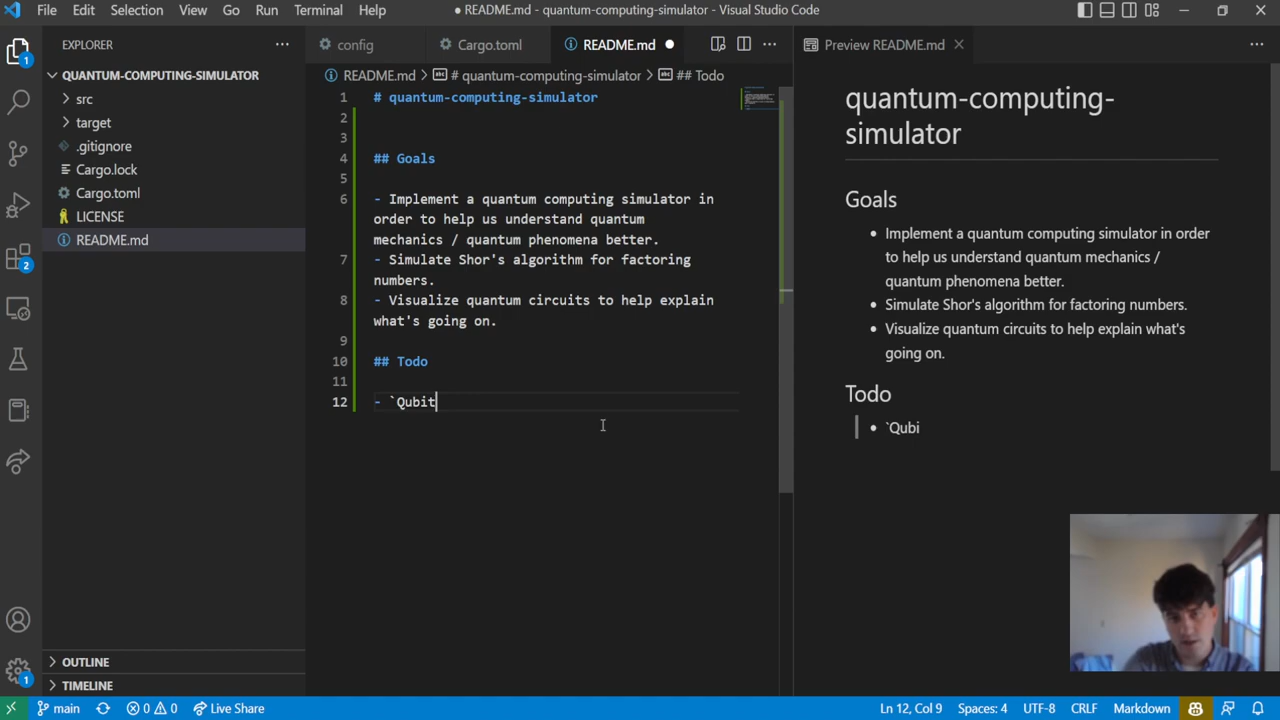 File Edit Selection View Go Run Terminal Help
● README.md - quantum-computing-simulator - Visual Studio Code
EXPLORER
QUANTUM-COMPUTING-SIMULATOR
src
target
.gitignore
Cargo.lock
Cargo.toml
LICENSE
README.md
OUTLINE
TIMELINE
1
2
config
Cargo.toml
README.md
README.md > # quantum-computing-simulator > ## Todo
1 # quantum-computing-simulator
2
3
4 ## Goals
5
6 - Implement a quantum computing simulator in
order to help us understand quantum
mechanics / quantum phenomena better.
7 - Simulate Shor's algorithm for factoring
numbers.
8 - Visualize quantum circuits to help explain
what's going on.
9
10 ## Todo
11
12 - `Qubit
Preview README.md
quantum-computing-
simulator
Goals
• Implement a quantum computing simulator in order
to help us understand quantum mechanics /
quantum phenomena better.
• Simulate Shor's algorithm for factoring numbers.
• Visualize quantum circuits to help explain what's
going on.
Todo
• `Qubi
1
main 0 0 Live Share
Ln 12, Col 9 Spaces: 4 UTF-8 CRLF Markdown